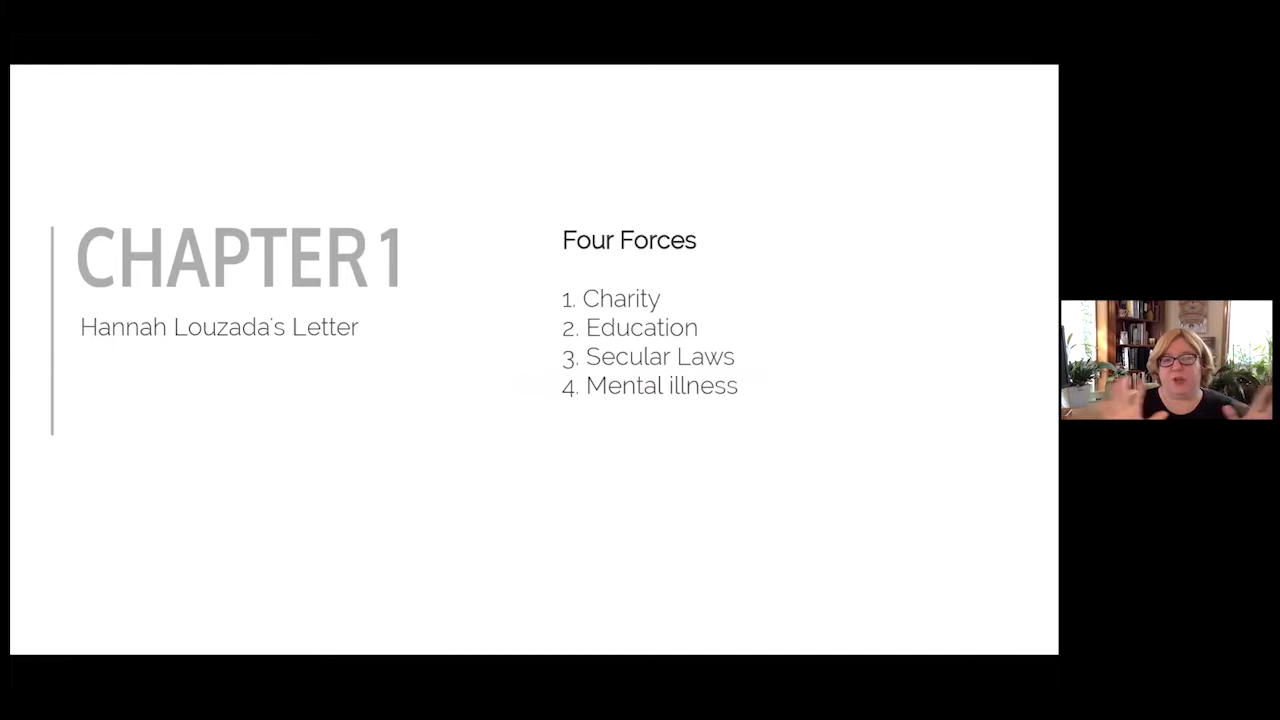 CHAPTER 1
Hannah Louzada's Letter
Four Forces
1. Charity
2. Education
3. Secular Laws
4. Mental illness